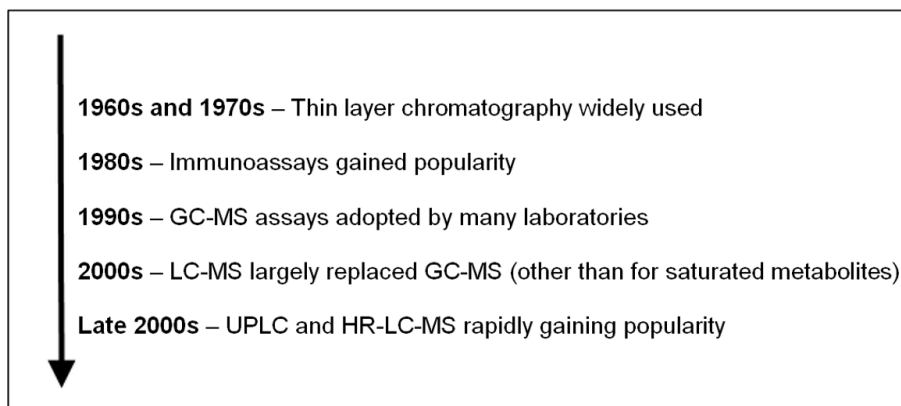 1960s and 1970s – Thin layer chromatography widely used
1980s – Immunoassays gained popularity
1990s – GC-MS assays adopted by many laboratories
2000s – LC-MS largely replaced GC-MS (other than for saturated metabolites)
Late 2000s – UPLC and HR-LC-MS rapidly gaining popularity